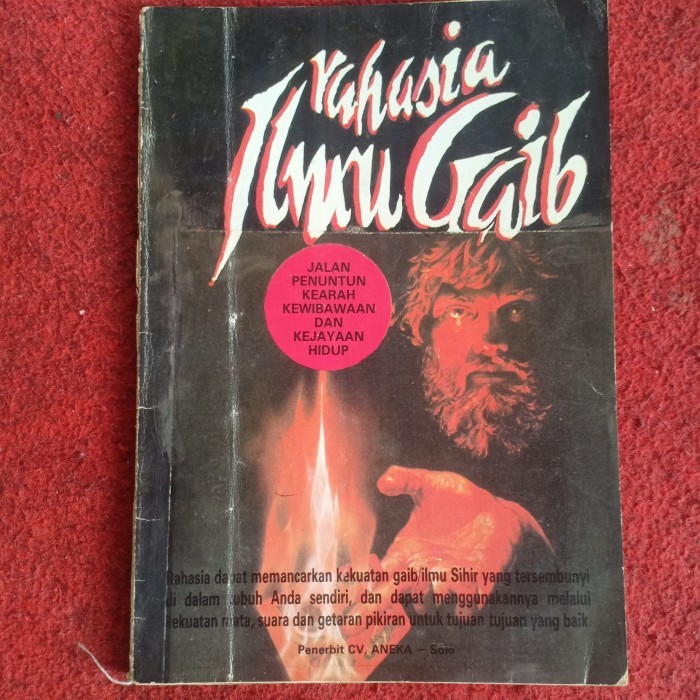 rahasia
Ilmu Gaib
JALAN
PENUNTUN
KEARAH
KEWIBAWAAN
DAN
KEJAYAAN
HIDUP
Rahasia dapat memancarkan kekuatan gaib/ilmu Sihir yang tersembunyi
di dalam tubuh Anda sendiri, dan dapat menggunakannya melalui
kekuatan mata, suara dan getaran pikiran untuk tujuan tujuan yang baik.
Penerbit CV. ANEKA – Solo